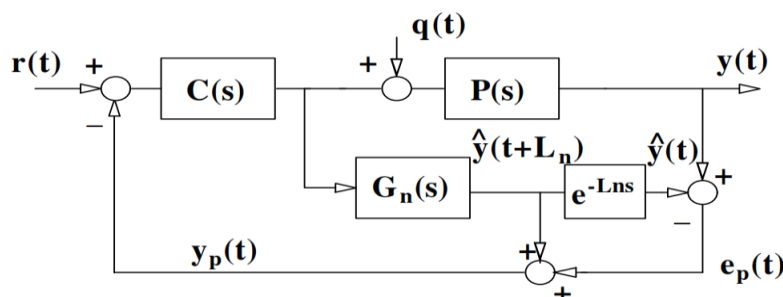 q(t)
r(t) + + y(t)
C(s) P(s)
−
ŷ(t+Lₙ) ŷ(t)
Gₙ(s) e⁻ᴸⁿˢ +
−
yₚ(t) + eₚ(t)
+